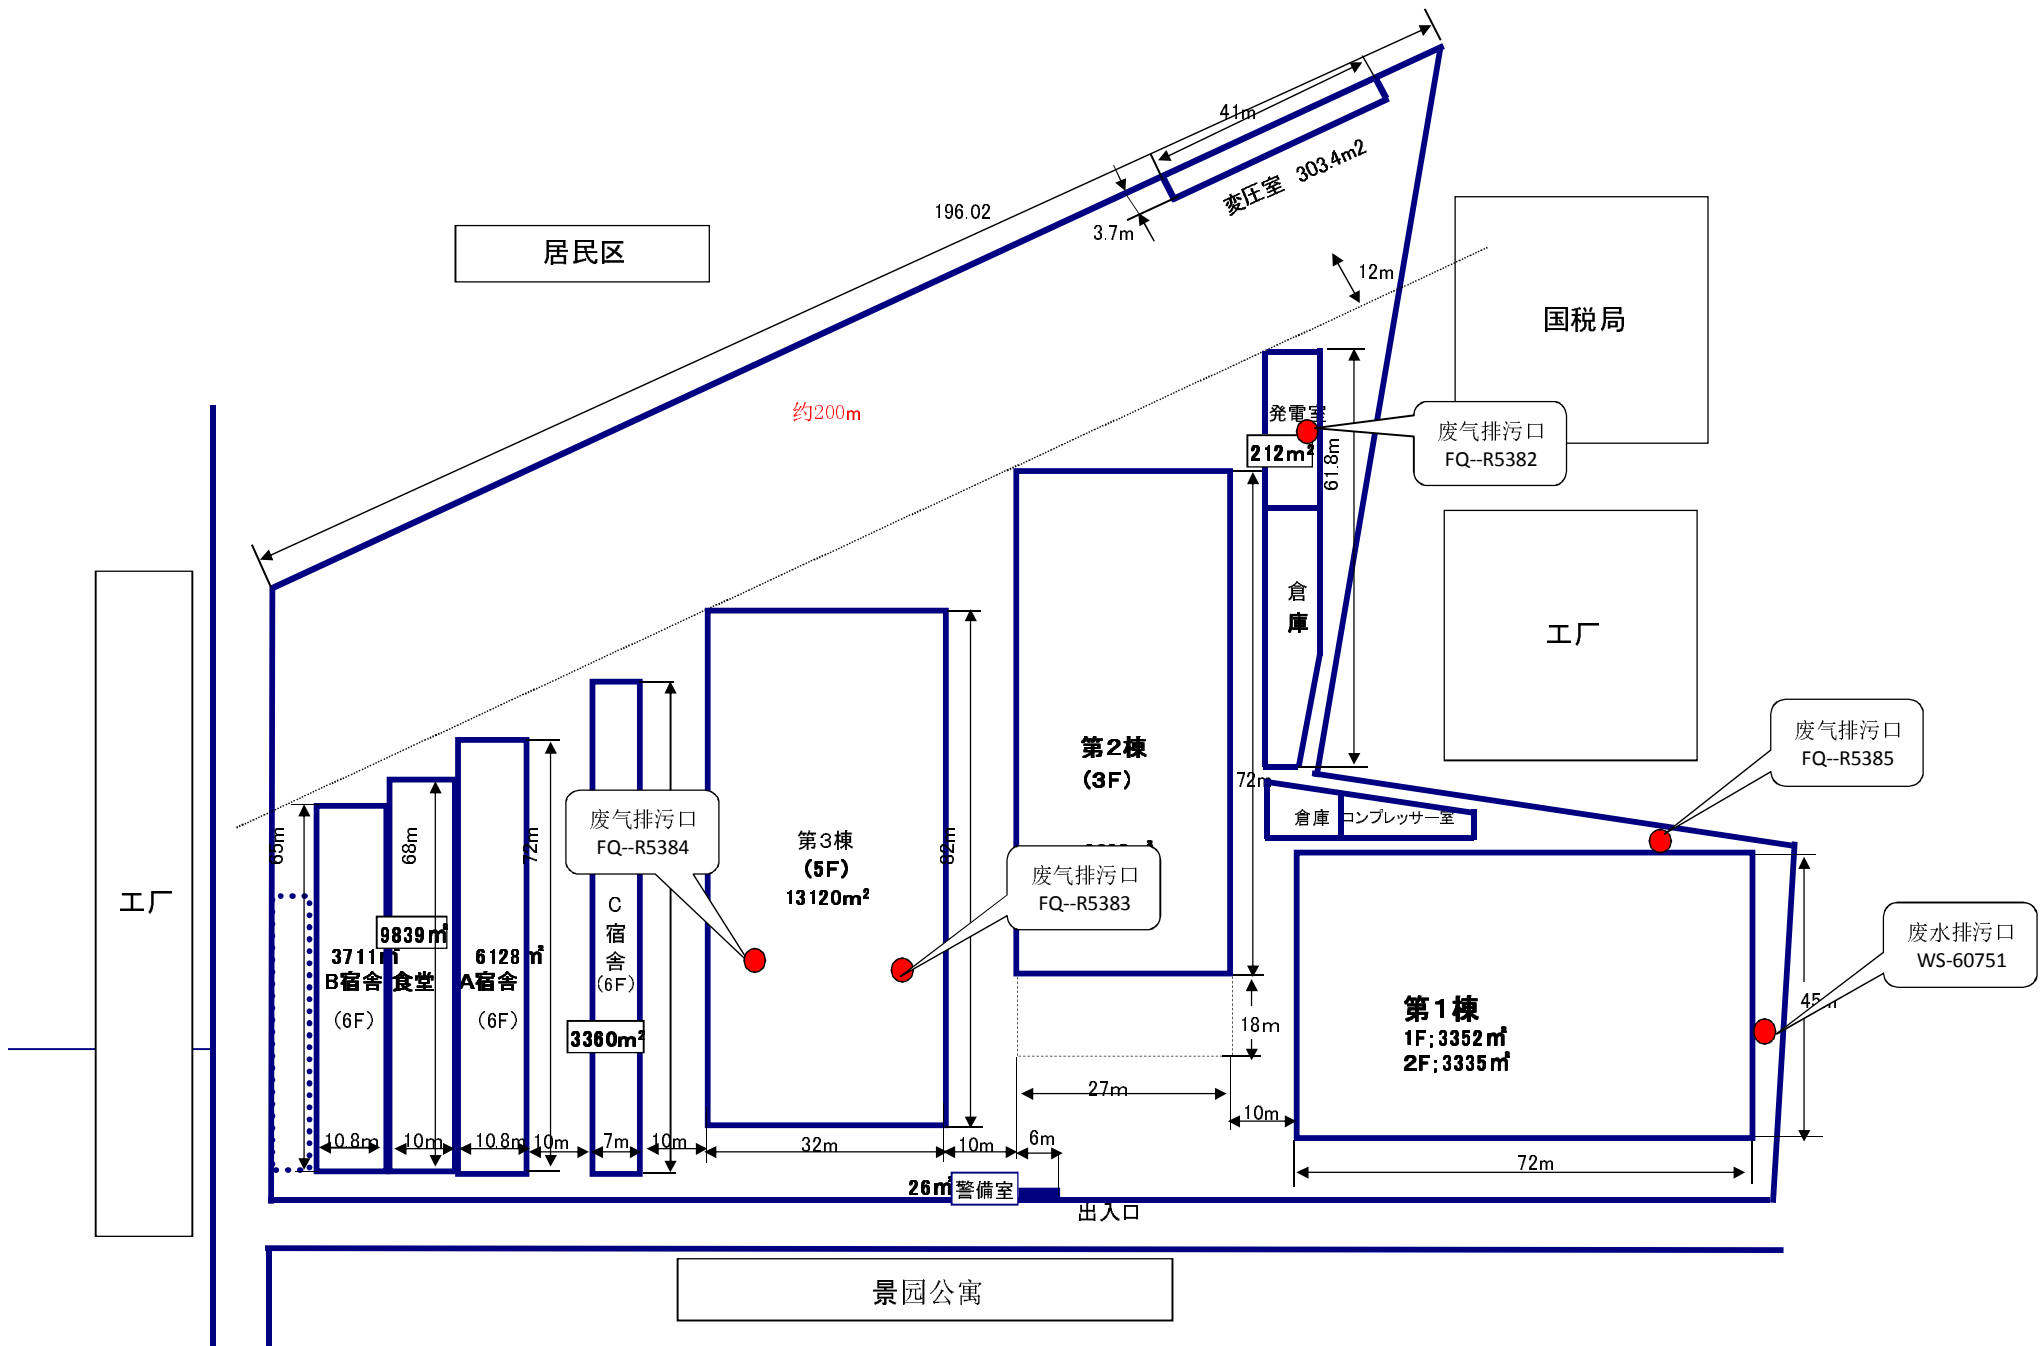 41m
変圧室 303.4m2
196.02
3.7m
居民区
12m
国税局
约200m
発電室
212m²
61.8m
废气排污口
FQ--R5382
倉
庫
工厂
第2棟
(3F)
72m
倉庫
コンプレッサー室
废气排污口
FQ--R5385
废气排污口
FQ--R5384
第3棟
(5F)
13120m²
82m
废气排污口
FQ--R5383
65m
68m
72m
工厂
C
宿
舎
(6F)
3360m²
9839㎡
3711㎡
B宿舎
(6F)
食堂
6128㎡
A宿舎
(6F)
废水排污口
WS-60751
第1棟
1F;3352㎡
2F;3335㎡
18m
27m
10m
10.8m
10m
10.8m
10m
7m
10m
32m
10m
6m
72m
26㎡
警備室
出入口
景园公寓